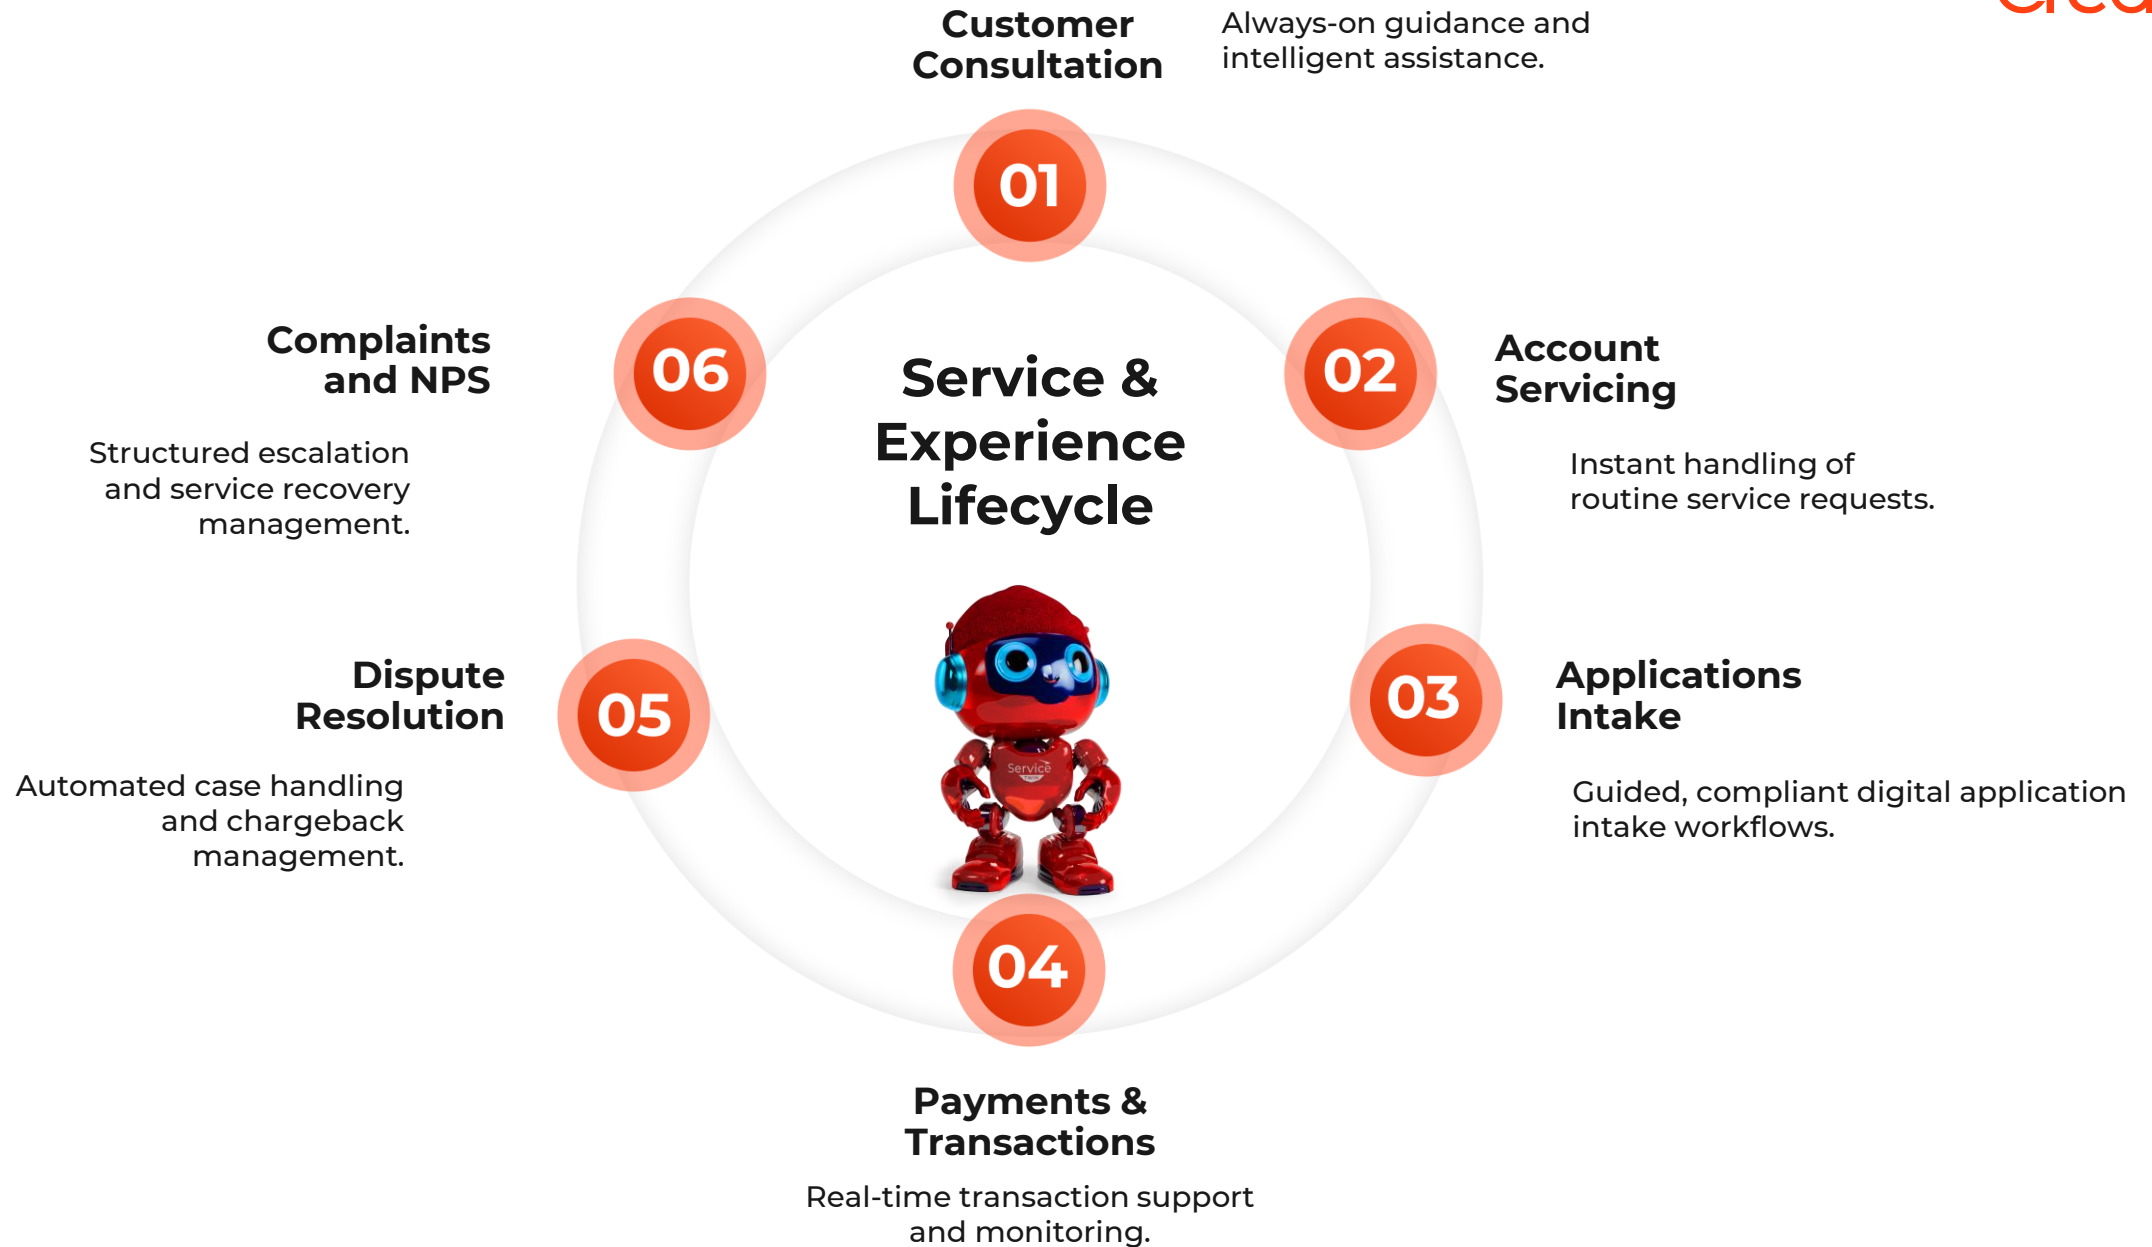 Customer
Consultation
Always-on guidance and
intelligent assistance.
01
02
Account
Servicing
Instant handling of
routine service requests.
03
Applications
Intake
Guided, compliant digital application
intake workflows.
04
Payments &
Transactions
Real-time transaction support
and monitoring.
05
Dispute
Resolution
Automated case handling
and chargeback
management.
06
Complaints
and NPS
Structured escalation
and service recovery
management.
Service &
Experience
Lifecycle
Service